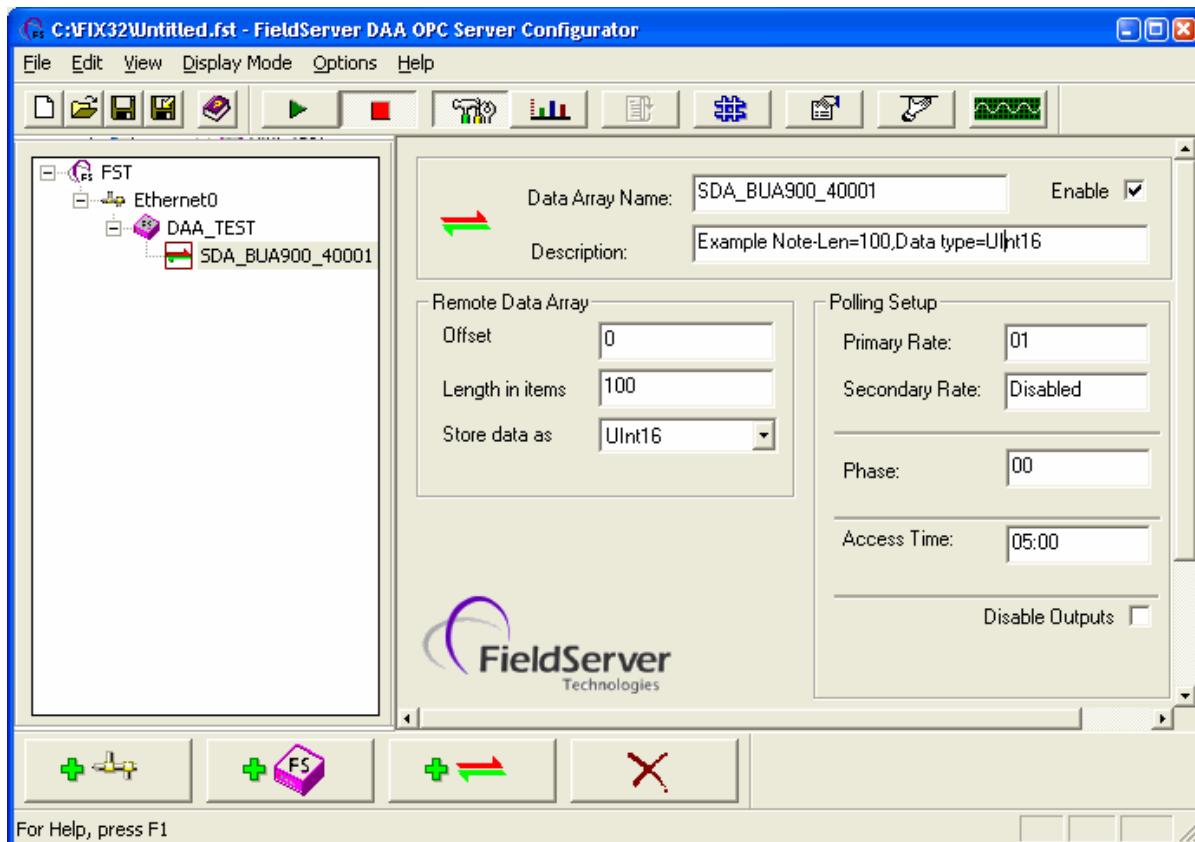 C:\FIX32\Untitled.fst - FieldServer DAA OPC Server Configurator
File Edit View Display Mode Options Help
FST
Ethernet0
DAA_TEST
SDA_BUA900_40001
Data Array Name: SDA_BUA900_40001 Enable
Description: Example Note-Len=100,Data type=UInt16
Remote Data Array
Offset 0
Length in items 100
Store data as UInt16
Polling Setup
Primary Rate: 01
Secondary Rate: Disabled
Phase: 00
Access Time: 05:00
Disable Outputs
FieldServer
Technologies
FS
For Help, press F1